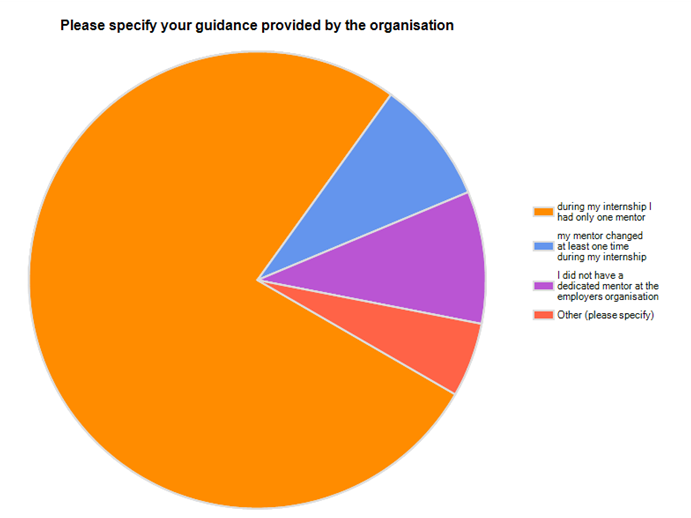 Please specify your guidance provided by the organisation
during my internship I
had only one mentor
my mentor changed
at least one time
during my internship
I did not have a
dedicated mentor at the
employers organisation
Other (please specify)